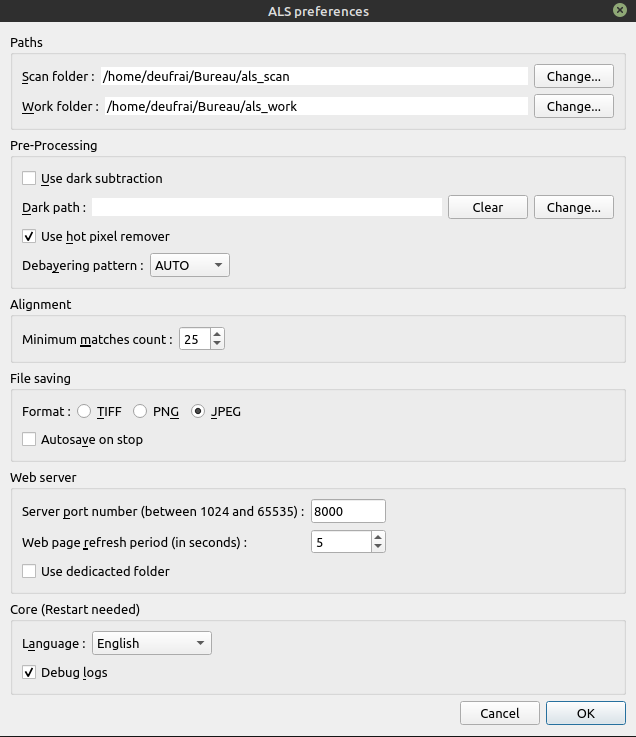 ALS preferences
Paths
Scan folder : /home/deufrai/Bureau/als_scan Change...
Work folder : /home/deufrai/Bureau/als_work Change...
Pre-Processing
Use dark subtraction
Dark path : Clear Change...
Use hot pixel remover
Debayering pattern : AUTO
Alignment
Minimum matches count : 25
File saving
Format : TIFF PNG JPEG
Autosave on stop
Web server
Server port number (between 1024 and 65535) : 8000
Web page refresh period (in seconds) : 5
Use dedicacted folder
Core (Restart needed)
Language : English
Debug logs
Cancel OK